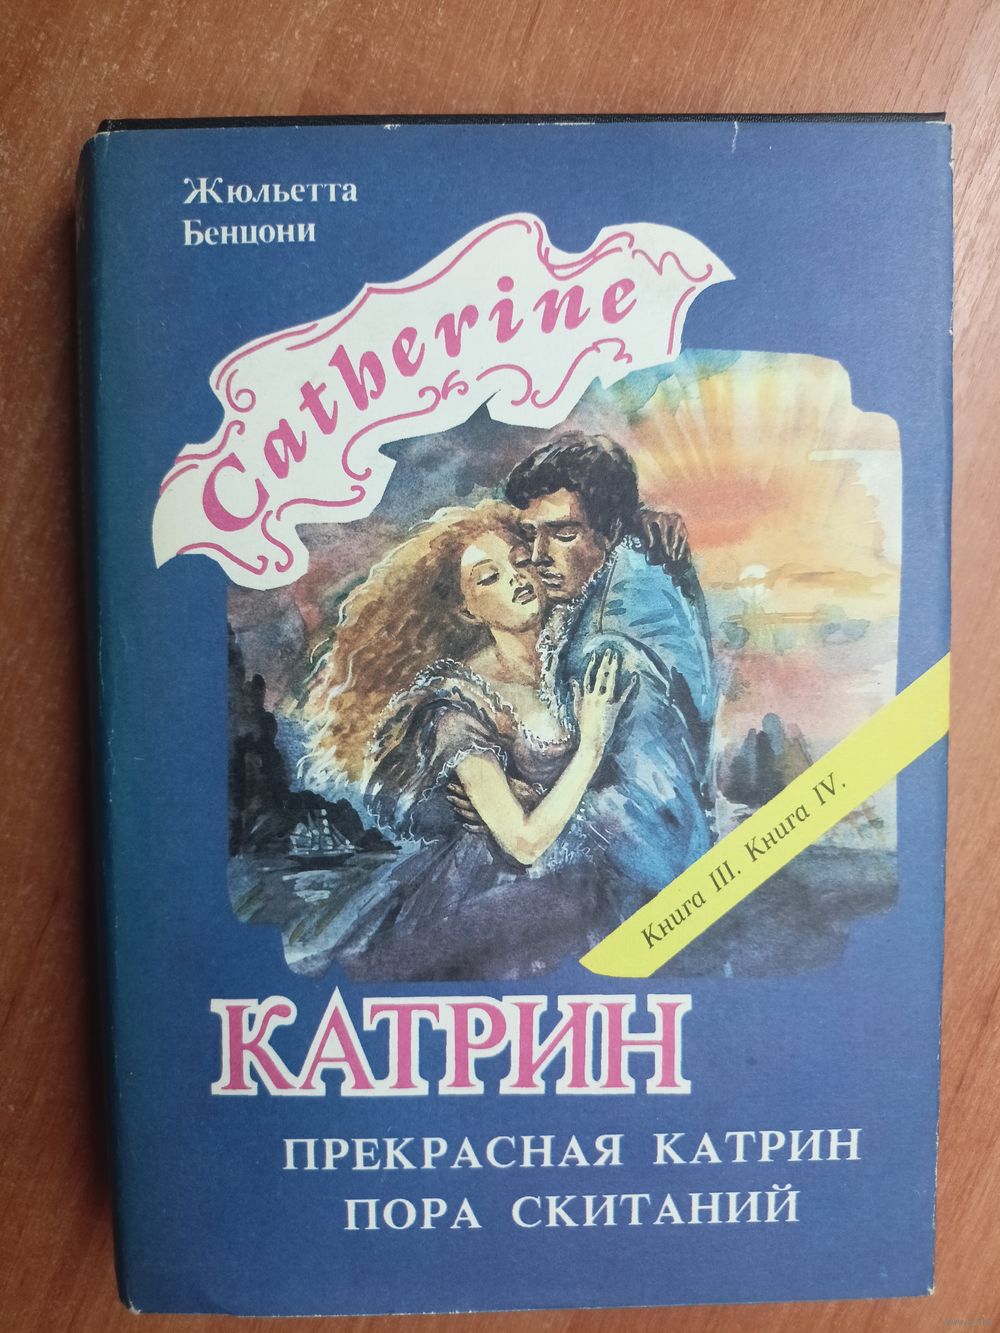 Жюльетта
Бенцони
Catherine
Книга III. Книга IV.
КАТРИН
ПРЕКРАСНАЯ КАТРИН
ПОРА СКИТАНИЙ